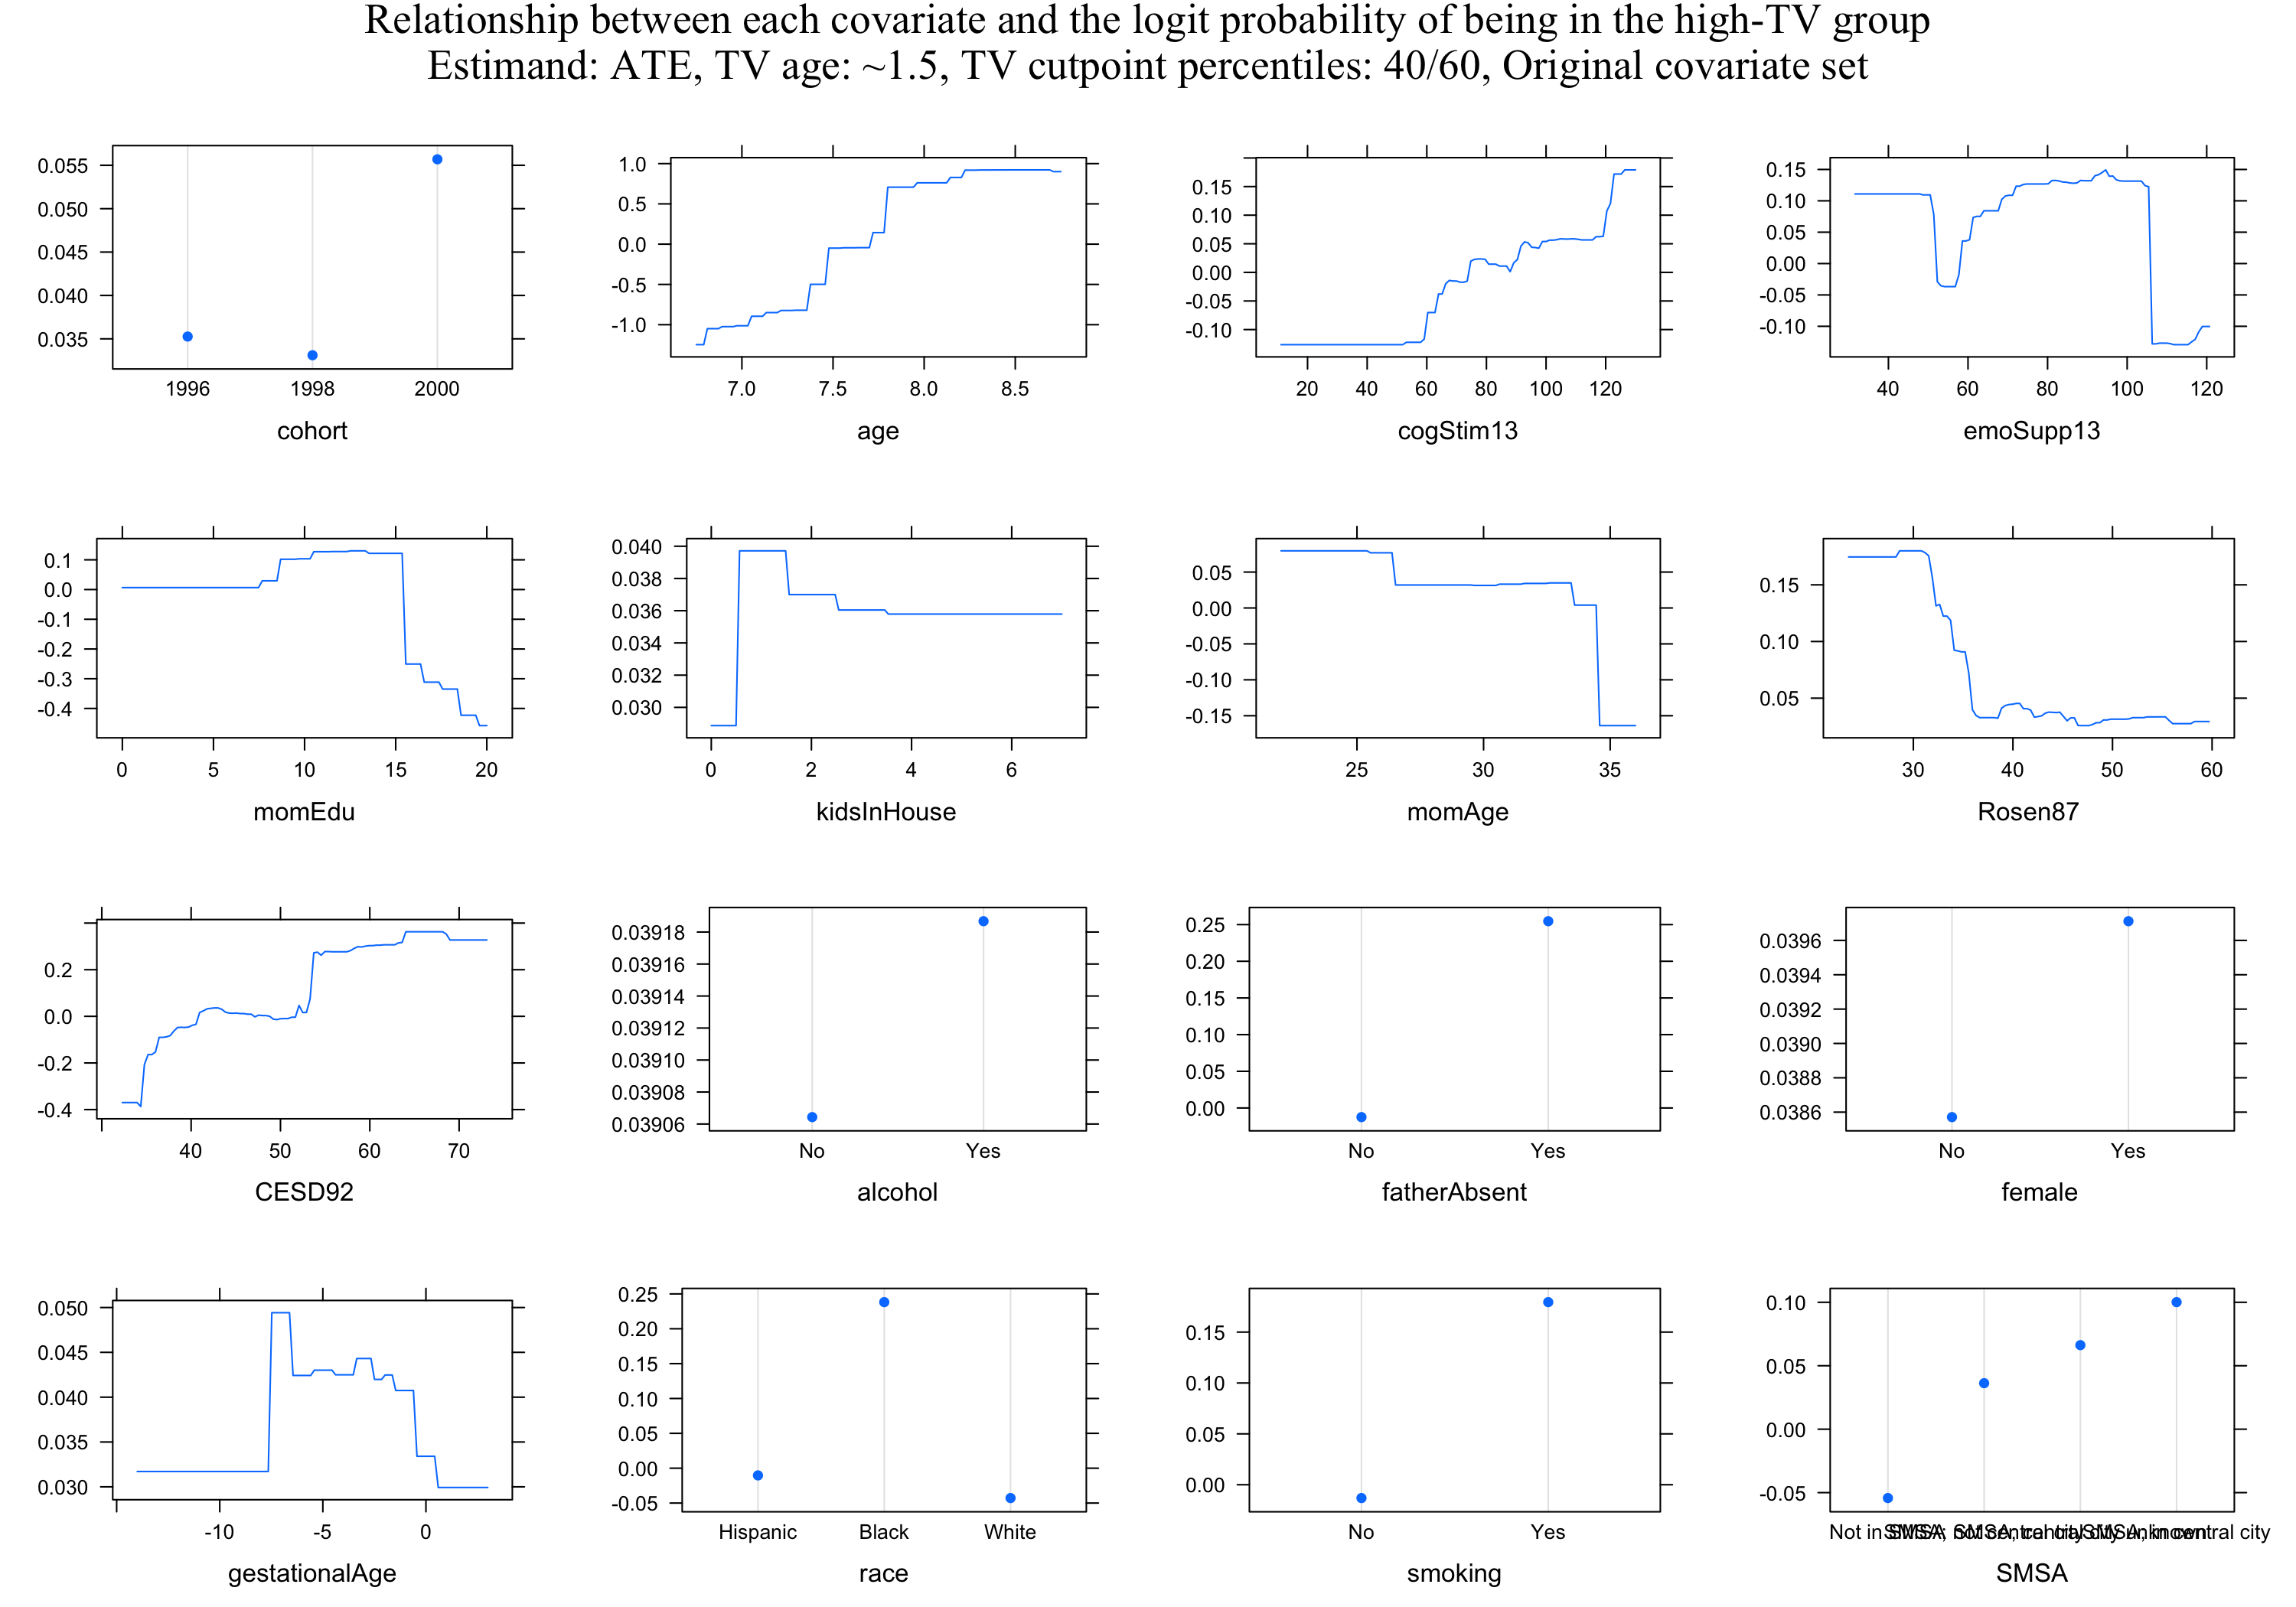 Relationship between each covariate and the logit probability of being in the high-TV group
Estimand: ATE, TV age: ~1.5, TV cutpoint percentiles: 40/60, Original covariate set
0.055
0.050
0.045
0.040
0.035
1996 1998 2000
cohort
1.0
0.5
0.0
-0.5
-1.0
7.0 7.5 8.0 8.5
age
0.15
0.10
0.05
0.00
-0.05
-0.10
20 40 60 80 100 120
cogStim13
0.15
0.10
0.05
0.00
-0.05
-0.10
40 60 80 100 120
emoSupp13
0.1
0.0
-0.1
-0.2
-0.3
-0.4
0 5 10 15 20
momEdu
0.040
0.038
0.036
0.034
0.032
0.030
0 2 4 6
kidsInHouse
0.05
0.00
-0.05
-0.10
-0.15
25 30 35
momAge
0.15
0.10
0.05
30 40 50 60
Rosen87
0.2
0.0
-0.2
-0.4
40 50 60 70
CESD92
0.03918
0.03916
0.03914
0.03912
0.03910
0.03908
0.03906
No Yes
alcohol
0.25
0.20
0.15
0.10
0.05
0.00
No Yes
fatherAbsent
0.0396
0.0394
0.0392
0.0390
0.0388
0.0386
No Yes
female
0.050
0.045
0.040
0.035
0.030
-10 -5 0
gestationalAge
0.25
0.20
0.15
0.10
0.05
0.00
-0.05
Hispanic Black White
race
0.15
0.10
0.05
0.00
No Yes
smoking
0.10
0.05
0.00
-0.05
Not in SMSA
SMSA